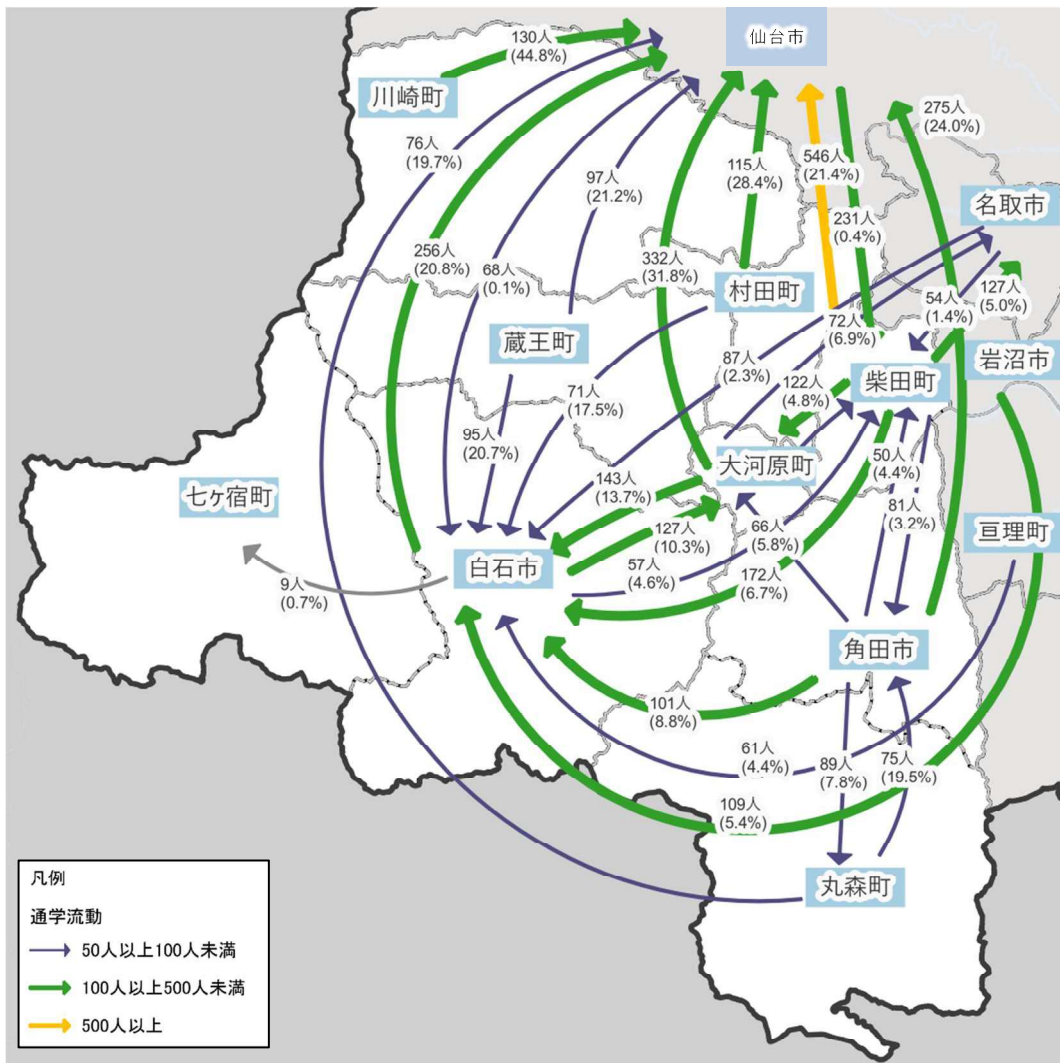 仙台市
130人
(44.8%)
川崎町
275人
(24.0%)
76人
(19.7%)
97人
(21.2%)
115人
(28.4%)
546人
(21.4%)
名取市
231人
(0.4%)
256人
(20.8%)
68人
(0.1%)
332人
(31.8%)
村田町
127人
(5.0%)
54人
(1.4%)
72人
(6.9%)
蔵王町
岩沼市
87人
(2.3%)
柴田町
71人
(17.5%)
122人
(4.8%)
95人
(20.7%)
大河原町
50人
(4.4%)
七ヶ宿町
143人
(13.7%)
81人
(3.2%)
亘理町
127人
(10.3%)
66人
(5.8%)
白石市
57人
(4.6%)
172人
(6.7%)
9人
(0.7%)
角田市
101人
(8.8%)
61人
(4.4%)
89人
(7.8%)
75人
(19.5%)
109人
(5.4%)
丸森町
凡例
通学流動
50人以上100人未満
100人以上500人未満
500人以上